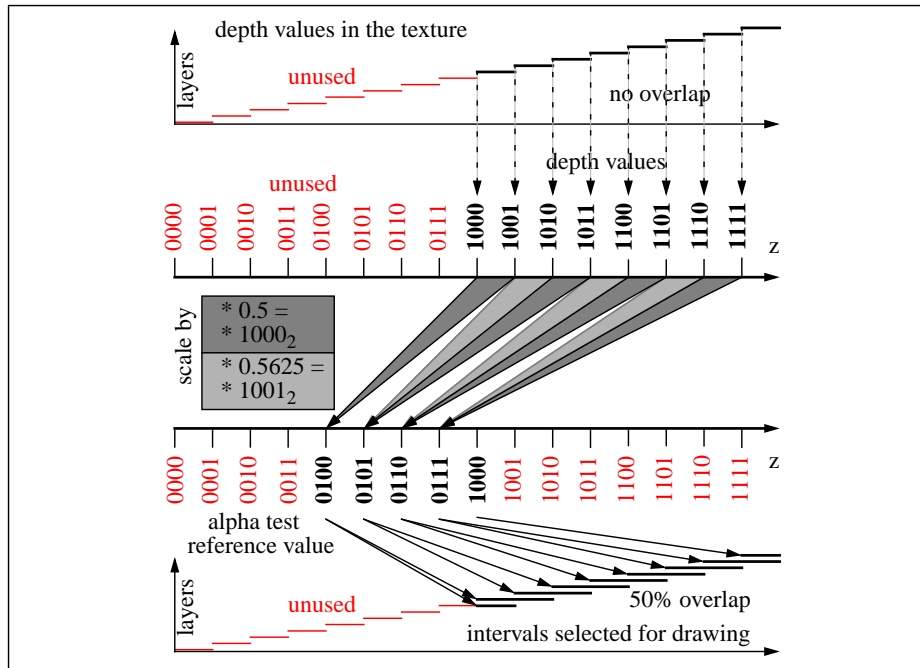 depth values in the texture
layers
unused
no overlap
depth values
unused
0000
0001
0010
0011
0100
0101
0110
0111
1000
1001
1010
1011
1100
1101
1110
1111
z
scale by
* 0.5 =
* 1000₂
* 0.5625 =
* 1001₂
0000
0001
0010
0011
0100
0101
0110
0111
1000
1001
1010
1011
1100
1101
1110
1111
z
alpha test
reference value
layers
unused
50% overlap
intervals selected for drawing